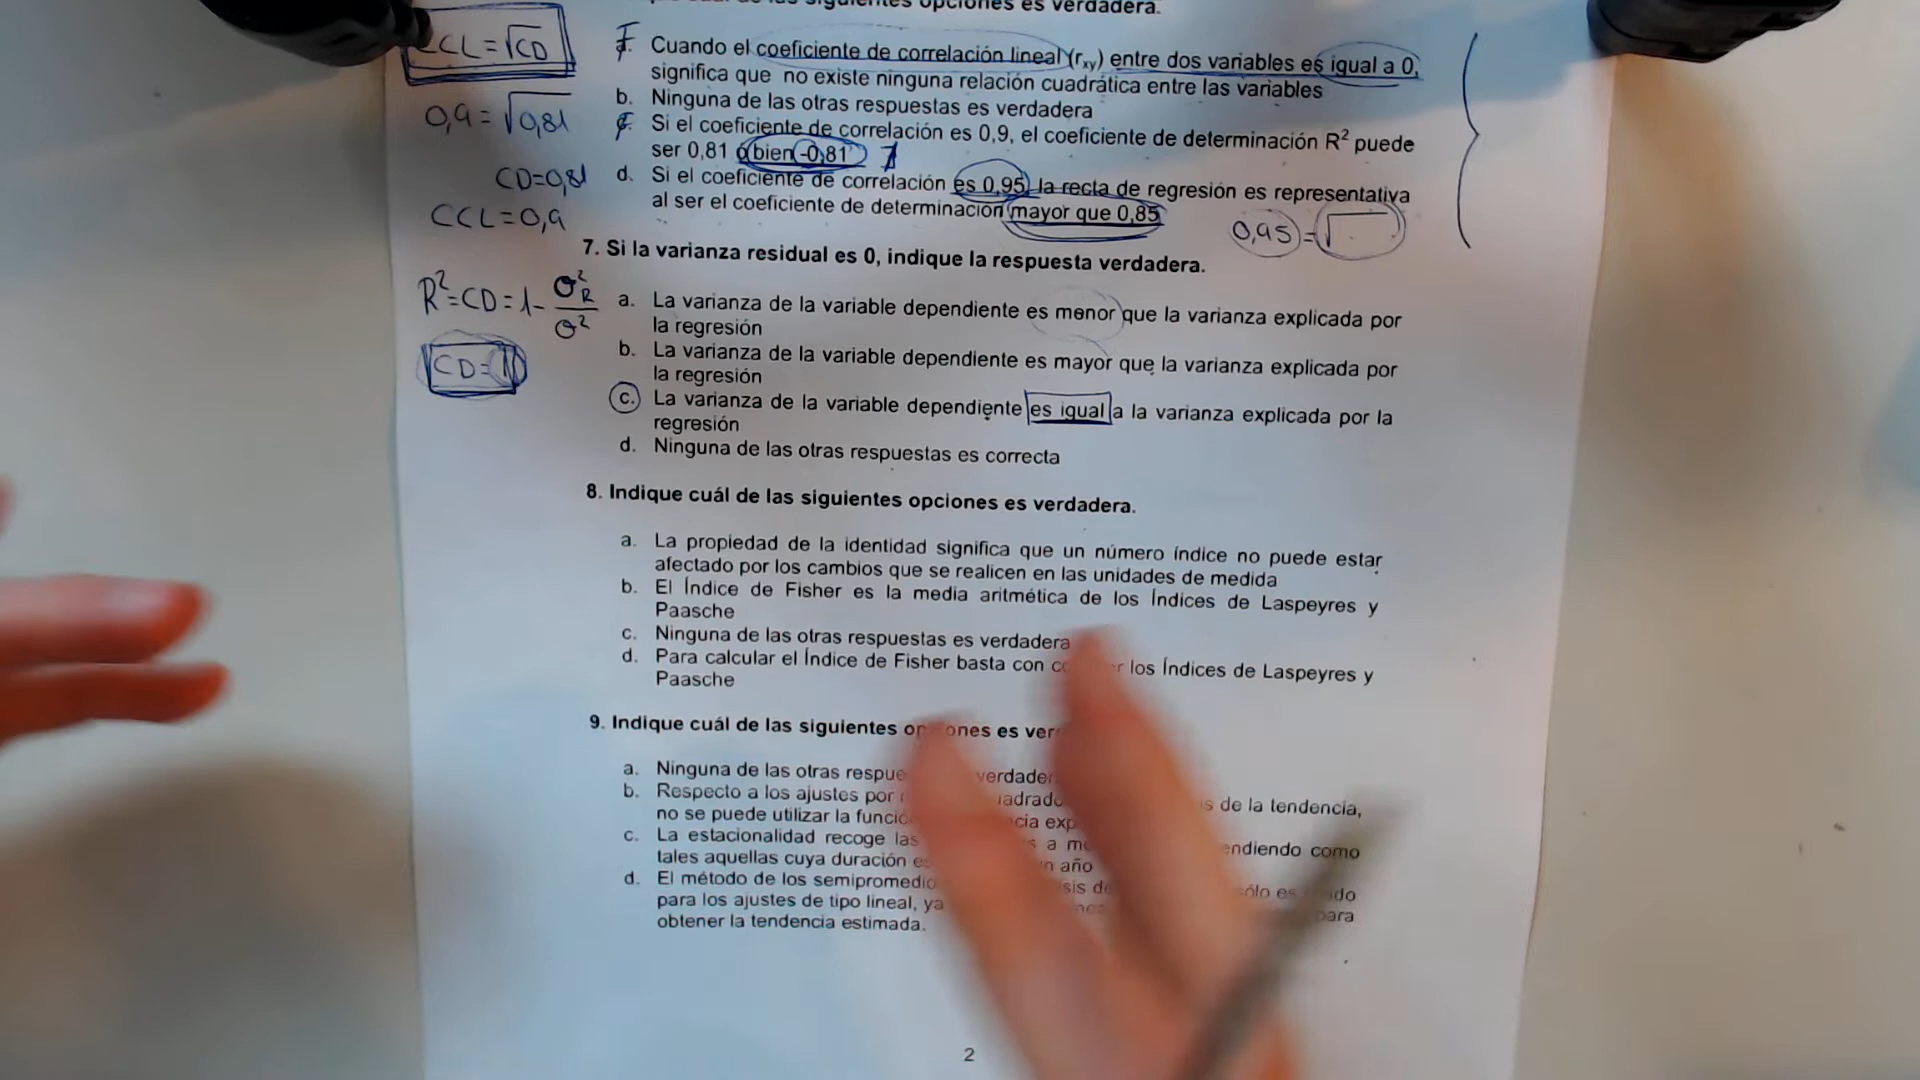 siguientes opciones es verdadera.
CCL=√CD
a. Cuando el coeficiente de correlación lineal (rxy) entre dos variables es igual a 0,
significa que no existe ninguna relación cuadrática entre las variables
0,9=√0,81
b. Ninguna de las otras respuestas es verdadera
c. Si el coeficiente de correlación es 0,9, el coeficiente de determinación R² puede
ser 0,81 o bien -0,81
CD=0,81
d. Si el coeficiente de correlación es 0,95, la recta de regresión es representativa
al ser el coeficiente de determinación mayor que 0,85
CCL=0,9
0,95=√
7. Si la varianza residual es 0, indique la respuesta verdadera.
R²=CD=1-σ²R/σ²
a. La varianza de la variable dependiente es menor que la varianza explicada por
la regresión
b. La varianza de la variable dependiente es mayor que la varianza explicada por
la regresión
CD=1
c. La varianza de la variable dependiente es igual a la varianza explicada por la
regresión
d. Ninguna de las otras respuestas es correcta
8. Indique cuál de las siguientes opciones es verdadera.
a. La propiedad de la identidad significa que un número índice no puede estar
afectado por los cambios que se realicen en las unidades de medida
b. El Índice de Fisher es la media aritmética de los Índices de Laspeyres y
Paasche
c. Ninguna de las otras respuestas es verdadera
d. Para calcular el Índice de Fisher basta con los Índices de Laspeyres y
Paasche
9. Indique cuál de las siguientes es
a. Ninguna de las otras
b. Respecto a los ajustes por de la tendencia,
no se puede utilizar la
c. La estacionalidad recoge las a como
tales aquellas cuya duración año
d. El método de los sólo es
para los ajustes de tipo lineal, ya para
obtener la tendencia estimada.
2